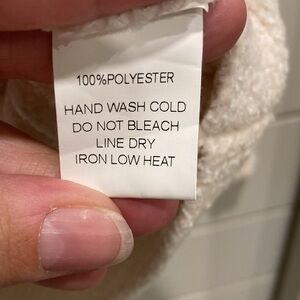 100%POLYESTER
HAND WASH COLD
DO NOT BLEACH
LINE DRY
IRON LOW HEAT